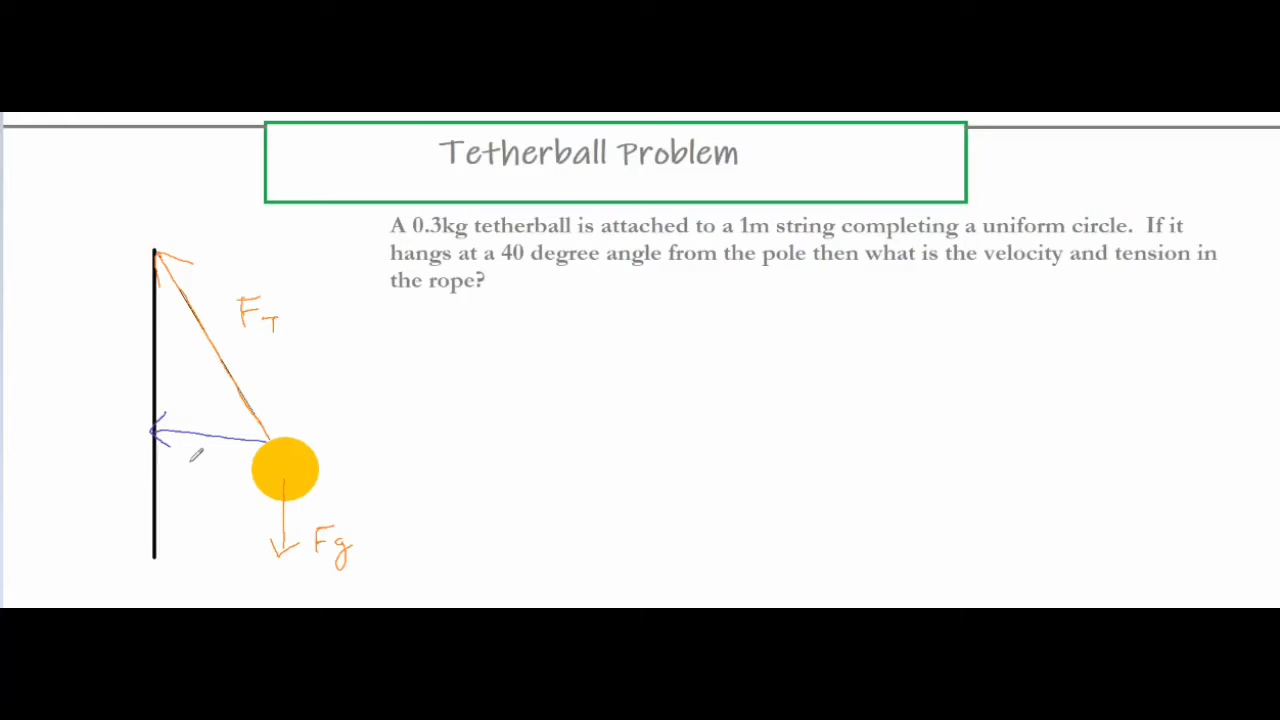 Tetherball Problem
A 0.3kg tetherball is attached to a 1m string completing a uniform circle. If it
hangs at a 40 degree angle from the pole then what is the velocity and tension in
the rope?
FT
Fg